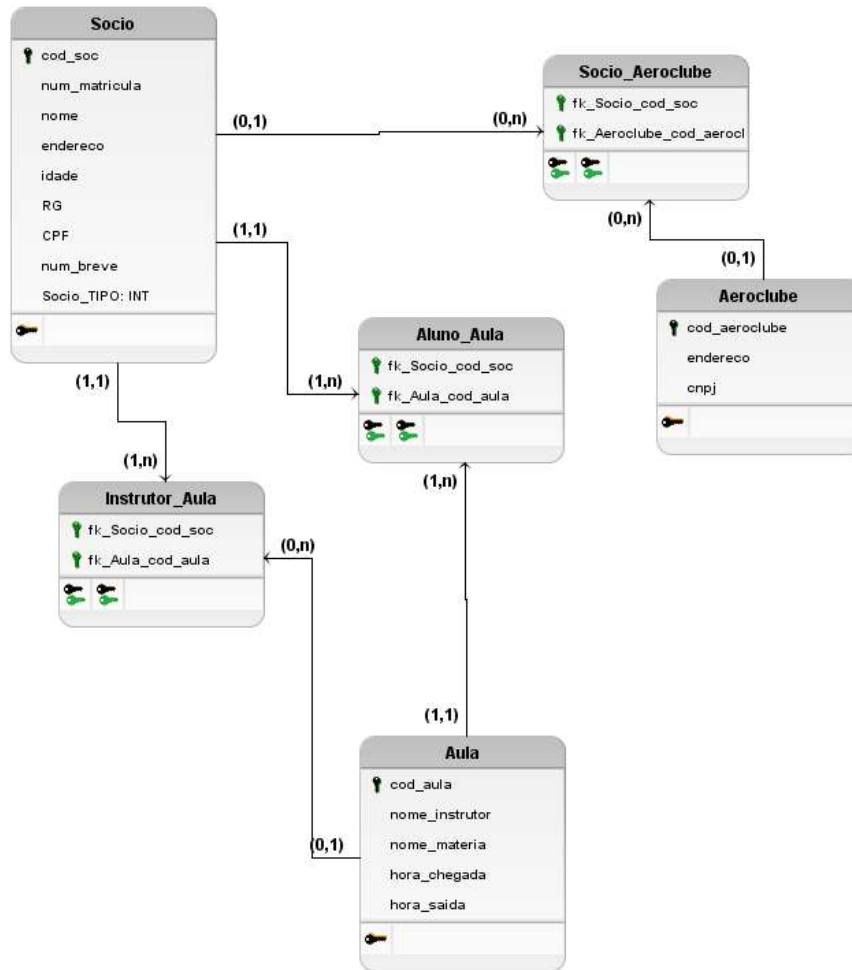 Socio
cod_soc
num_matricula
nome
endereco
idade
RG
CPF
num_breve
Socio_TIPO: INT
(0,1)
(0,n)
Socio_Aeroclube
fk_Socio_cod_soc
fk_Aeroclube_cod_aerocl
(0,n)
(0,1)
Aeroclube
cod_aeroclube
endereco
cnpj
(1,1)
(1,n)
Aluno_Aula
fk_Socio_cod_soc
fk_Aula_cod_aula
(1,1)
(1,n)
Instrutor_Aula
fk_Socio_cod_soc
fk_Aula_cod_aula
(0,n)
(0,1)
(1,n)
(1,1)
Aula
cod_aula
nome_instrutor
nome_materia
hora_chegada
hora_saida